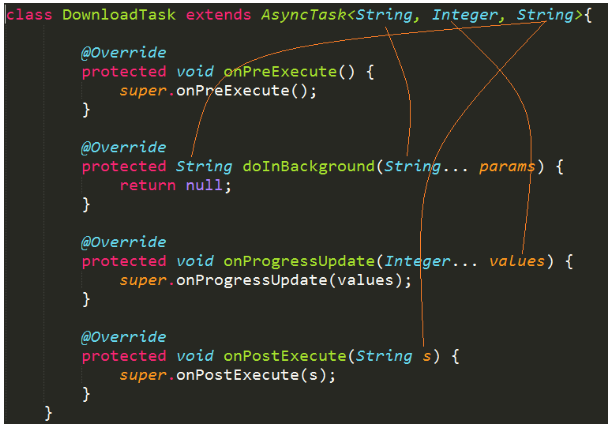 class DownloadTask extends AsyncTask<String, Integer, String>{
@Override
protected void onPreExecute() {
super.onPreExecute();
}
@Override
protected String doInBackground(String... params) {
return null;
}
@Override
protected void onProgressUpdate(Integer... values) {
super.onProgressUpdate(values);
}
@Override
protected void onPostExecute(String s) {
super.onPostExecute(s);
}
}